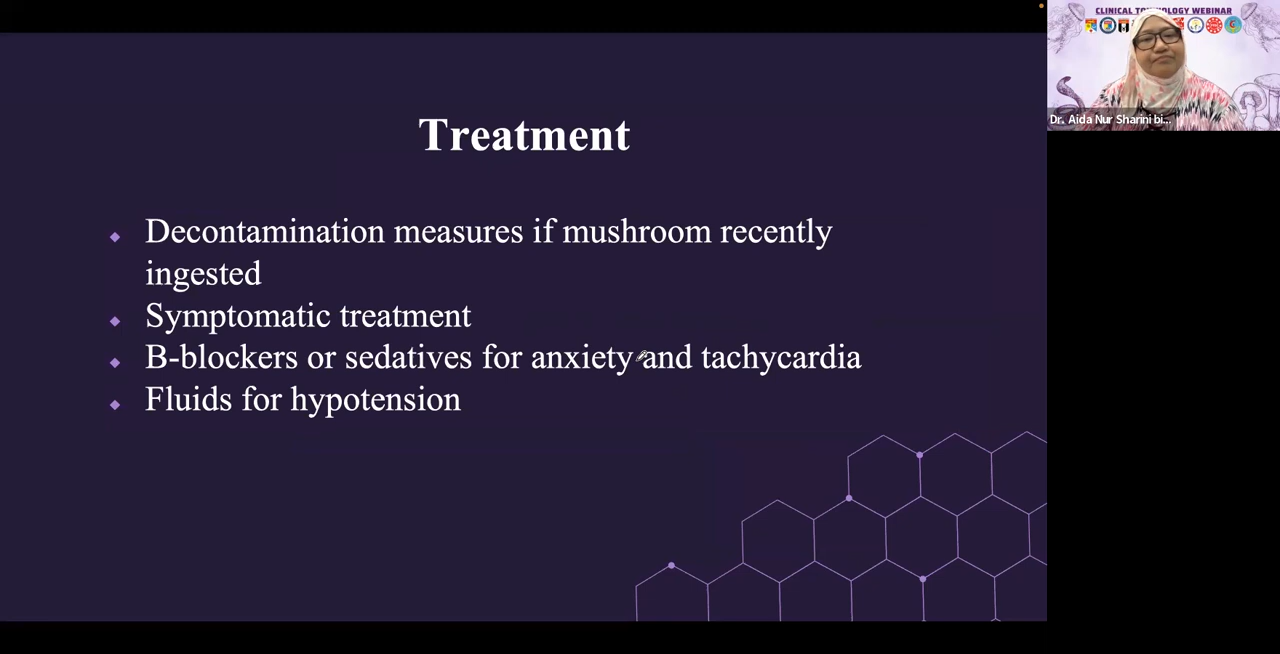 Treatment
Decontamination measures if mushroom recently
ingested
Symptomatic treatment
B-blockers or sedatives for anxiety and tachycardia
Fluids for hypotension
CLINICAL TOXICOLOGY WEBINAR
Dr. Aida Nur Sharini bi...